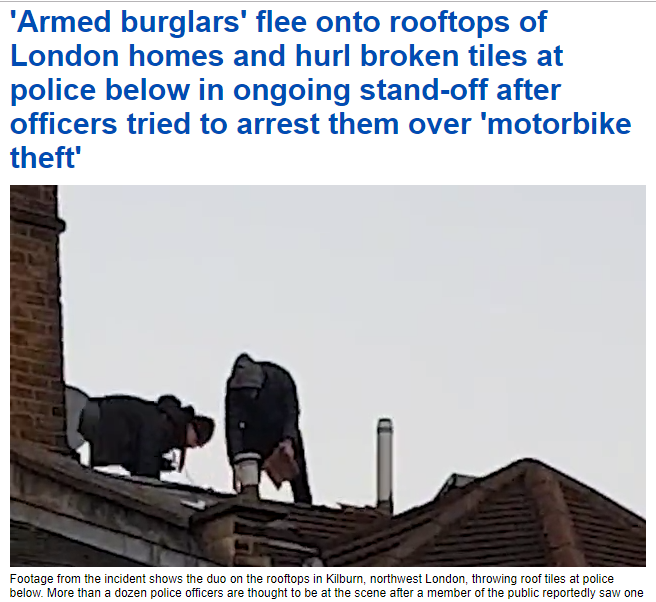 'Armed burglars' flee onto rooftops of
London homes and hurl broken tiles at
police below in ongoing stand-off after
officers tried to arrest them over 'motorbike
theft'
Footage from the incident shows the duo on the rooftops in Kilburn, northwest London, throwing roof tiles at police
below. More than a dozen police officers are thought to be at the scene after a member of the public reportedly saw one